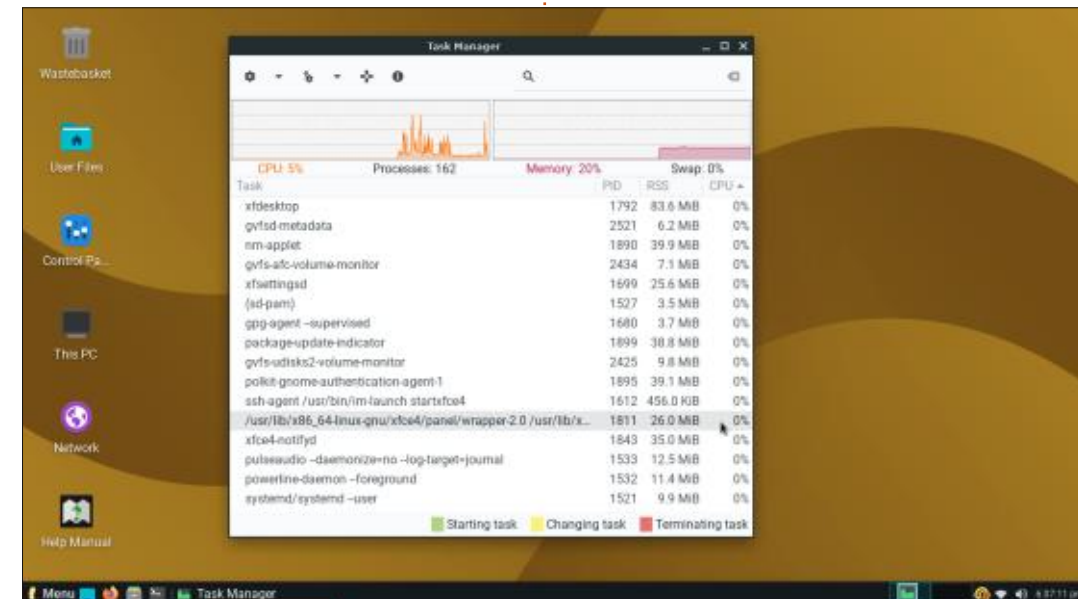 Wastebasket
User Files
Control Pa...
This PC
Network
Help Manual
Task Manager
CPU: 5% Processes: 162 Memory: 20% Swap: 0%
Task PID RSS CPU
xfdesktop 1792 83.6 MiB 0%
gvfsd-metadata 2521 6.2 MiB 0%
nm-applet 1890 39.9 MiB 0%
gvfs-afc-volume-monitor 2434 7.1 MiB 0%
xfsettingsd 1699 25.6 MiB 0%
(sd-pam) 1527 3.5 MiB 0%
gpg-agent --supervised 1680 3.7 MiB 0%
package-update-indicator 1899 38.8 MiB 0%
gvfs-udisks2-volume-monitor 2425 9.8 MiB 0%
polkit-gnome-authentication-agent-1 1895 39.1 MiB 0%
ssh-agent /usr/bin/im-launch startxfce4 1612 456.0 KiB 0%
/usr/lib/x86_64-linux-gnu/xfce4/panel/wrapper-2.0 /usr/lib/x... 1811 26.0 MiB 0%
xfce4-notifyd 1843 35.0 MiB 0%
pulseaudio --daemonize=no --log-target=journal 1533 12.5 MiB 0%
powerline-daemon --foreground 1532 11.4 MiB 0%
systemd/systemd --user 1521 9.9 MiB 0%
Starting task Changing task Terminating task
Menu Task Manager